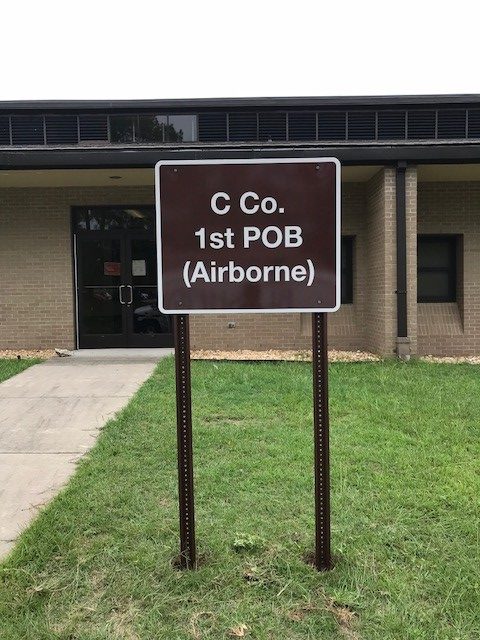 C Co.
1st POB
(Airborne)